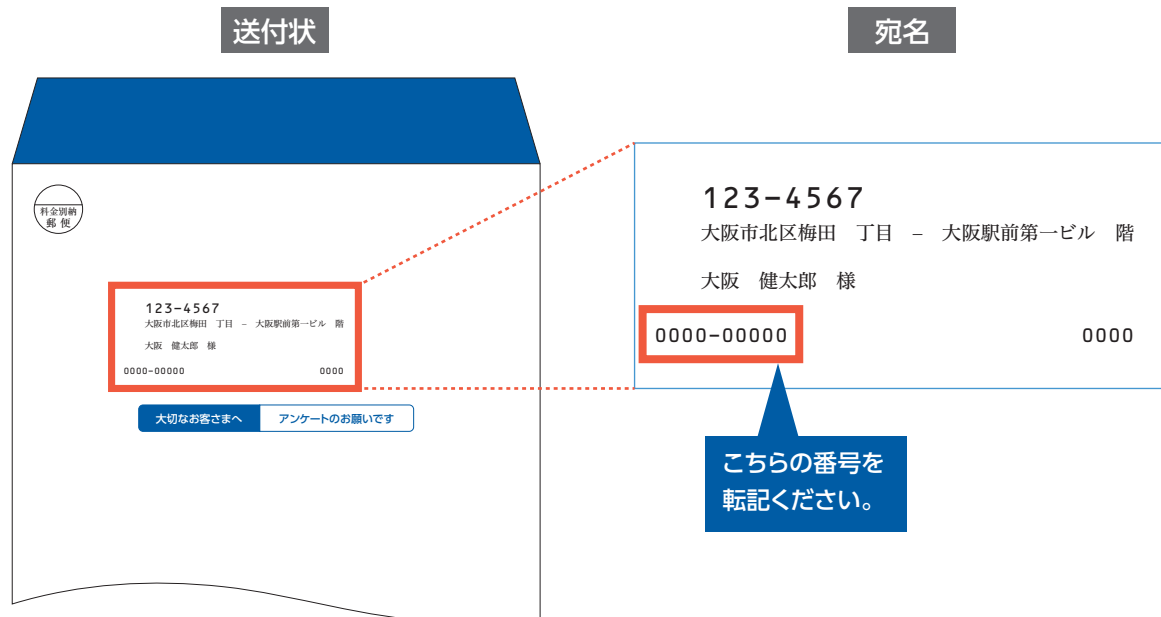 送付状
宛名
料金別納
郵便
123-4567
大阪市北区梅田　丁目　–　大阪駅前第一ビル　階
大阪　健太郎　様
0000-00000　0000
大切なお客さまへ　アンケートのお願いです
123-4567
大阪市北区梅田　丁目　–　大阪駅前第一ビル　階
大阪　健太郎　様
0000-00000　0000
こちらの番号を
転記ください。